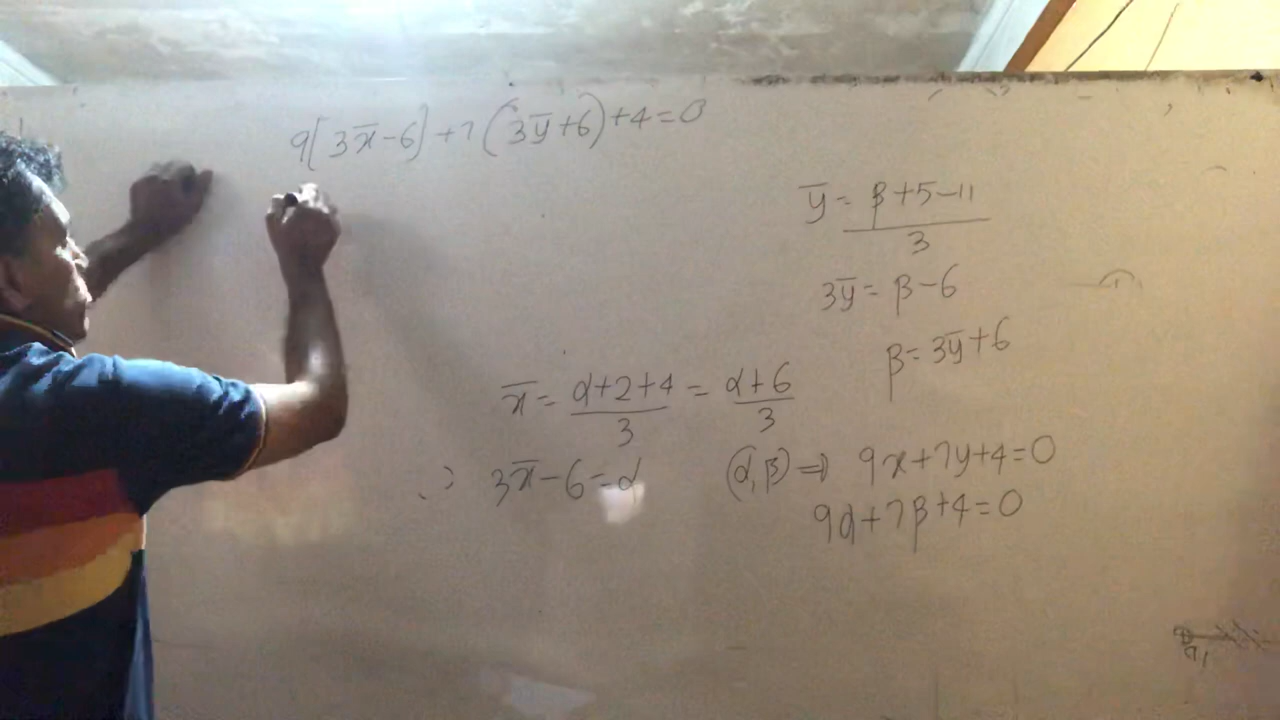 9[3x̄-6]+7(3ȳ+6)+4=0
ȳ= β+5-11/3
3ȳ= β-6
β=3ȳ+6
x̄= α+2+4/3 = α+6/3
∴ 3x̄-6=α
(α,β)⇒ 9x+7y+4=0
9α+7β+4=0